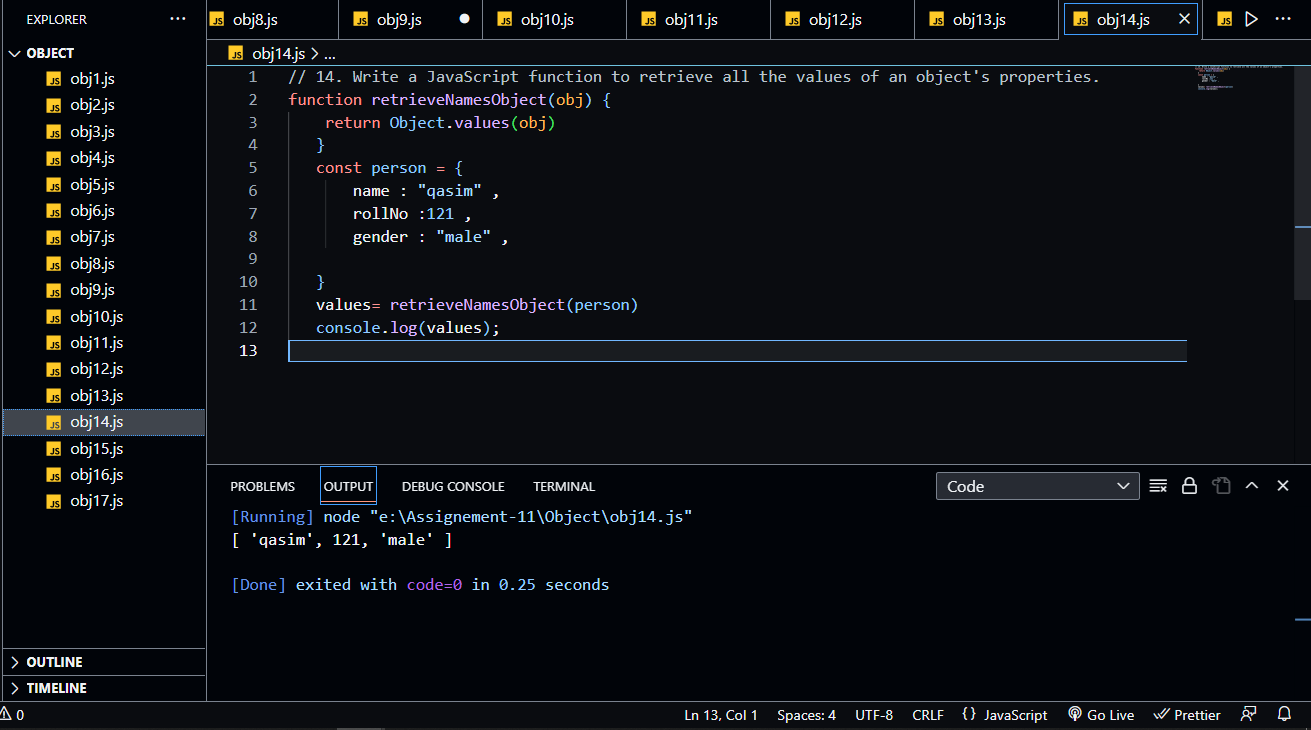 EXPLORER ···
JS obj8.js JS obj9.js ● JS obj10.js JS obj11.js JS obj12.js JS obj13.js JS obj14.js × JS ···
OBJECT
JS obj14.js > ...
JS obj1.js
JS obj2.js
JS obj3.js
JS obj4.js
JS obj5.js
JS obj6.js
JS obj7.js
JS obj8.js
JS obj9.js
JS obj10.js
JS obj11.js
JS obj12.js
JS obj13.js
JS obj14.js
JS obj15.js
JS obj16.js
JS obj17.js
OUTLINE
TIMELINE
1 // 14. Write a JavaScript function to retrieve all the values of an object's properties.
2 function retrieveNamesObject(obj) {
3 return Object.values(obj)
4 }
5 const person = {
6 name : "qasim" ,
7 rollNo :121 ,
8 gender : "male" ,
9
10 }
11 values= retrieveNamesObject(person)
12 console.log(values);
13
PROBLEMS OUTPUT DEBUG CONSOLE TERMINAL Code
[Running] node "e:\Assignement-11\Object\obj14.js"
[ 'qasim', 121, 'male' ]
[Done] exited with code=0 in 0.25 seconds
0 Ln 13, Col 1 Spaces: 4 UTF-8 CRLF {} JavaScript Go Live Prettier